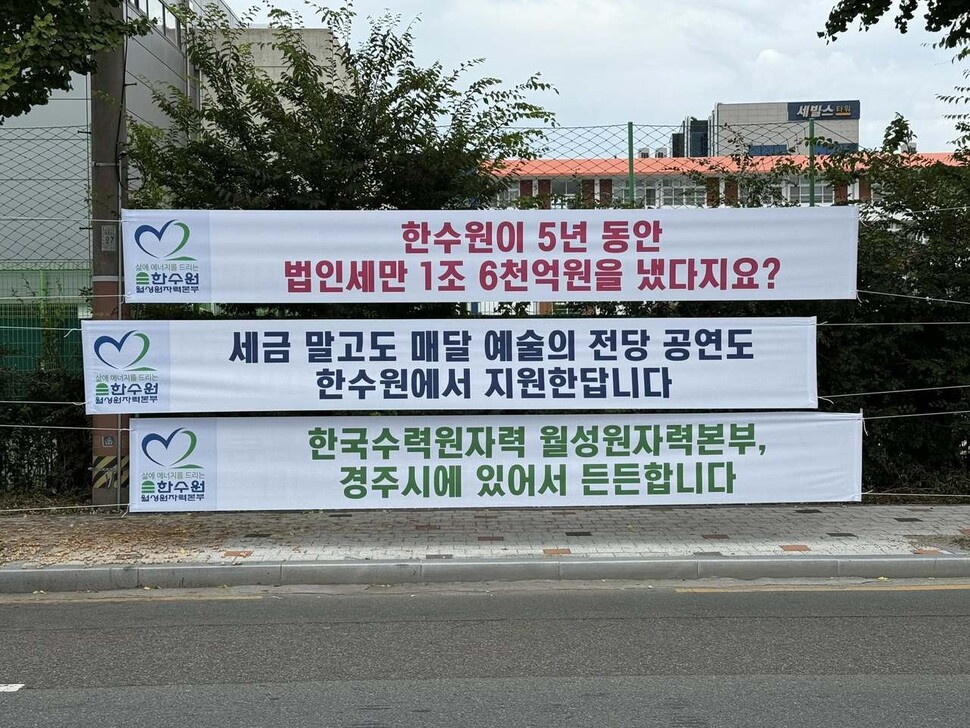 세빌스타워
삶에 에너지를 드리는
한수원
월성원자력본부
한수원이 5년 동안
법인세만 1조 6천억원을 냈다지요?
삶에 에너지를 드리는
한수원
월성원자력본부
세금 말고도 매달 예술의 전당 공연도
한수원에서 지원한답니다
삶에 에너지를 드리는
한수원
월성원자력본부
한국수력원자력 월성원자력본부,
경주시에 있어서 든든합니다